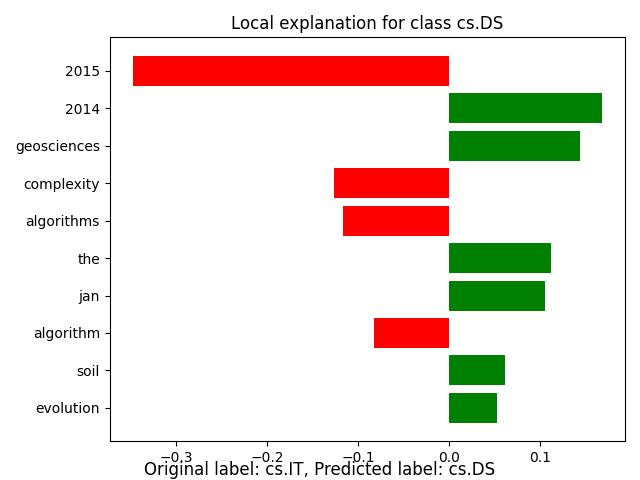 Local explanation for class cs.DS
2015
2014
geosciences
complexity
algorithms
the
jan
algorithm
soil
evolution
−0.3 −0.2 −0.1 0.0 0.1
Original label: cs.IT, Predicted label: cs.DS